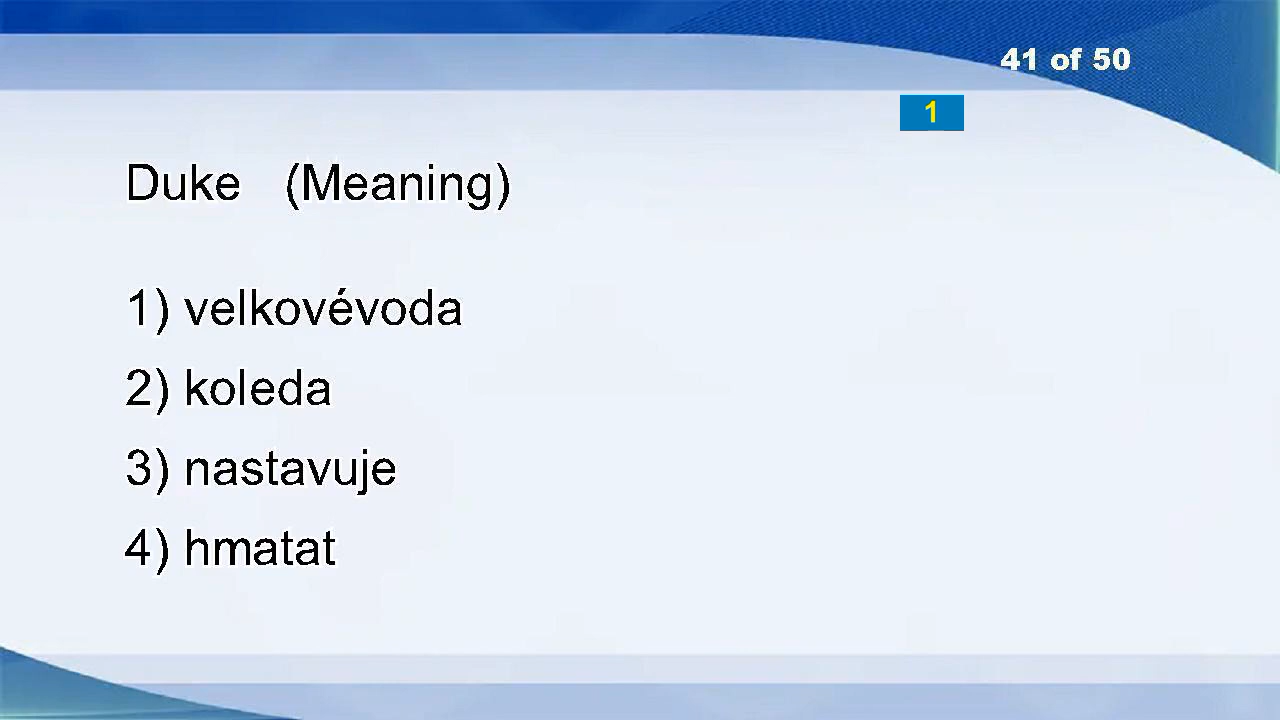 41 of 50
1
Duke (Meaning)
1) velkovévoda
2) koleda
3) nastavuje
4) hmatat